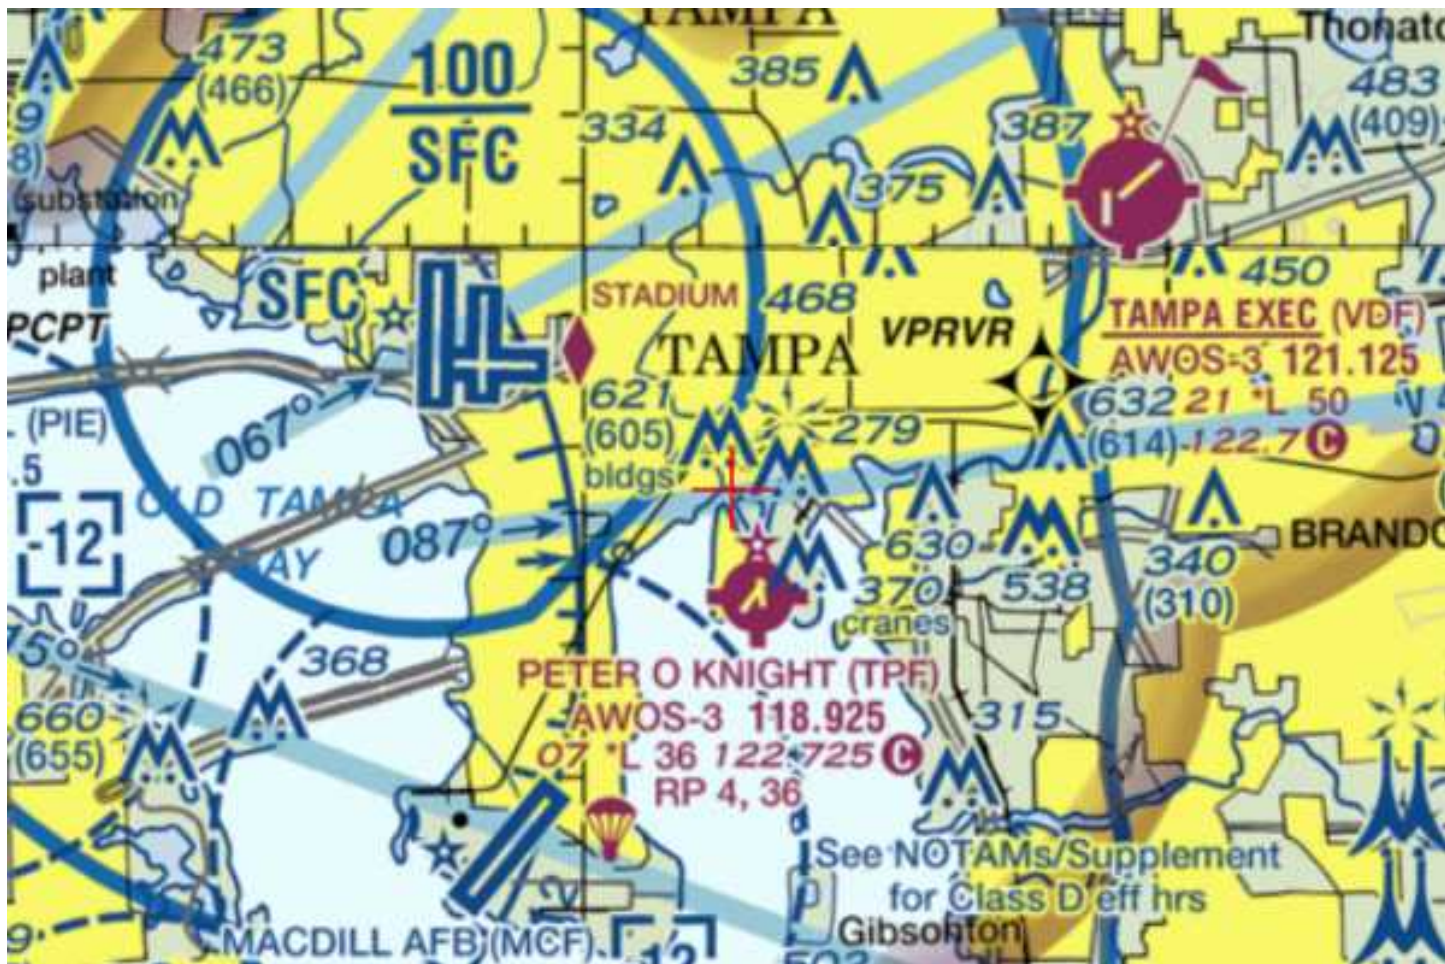 TAMPA
Thonato
473
(466)
100
SFC
385
483
(409)
334
387
375
substation
plant
SFC
STADIUM
468
450
PCPT
TAMPA
VPRVR
TAMPA EXEC (VDF)
AWOS-3 121.125
067°
(PIE)
.5
621
(605)
bldgs
279
632 21 *L 50
(614) 122.7 C
OLD TAMPA
BAY
-12
087°
630
538
340
(310)
BRANDO
370
cranes
45°
368
660
(655)
PETER O KNIGHT (TPF)
AWOS-3 118.925
07 *L 36 122.725 C
RP 4, 36
315
See NOTAMs/Supplement
for Class D eff hrs
MACDILL AFB (MCF)
Gibsonton